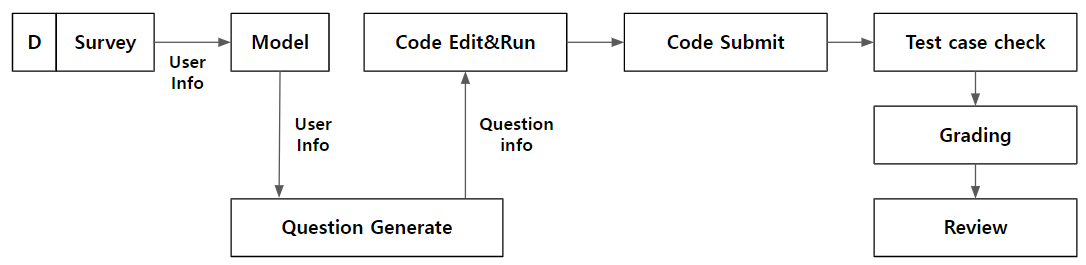 D
Survey
User
Info
Model
User
Info
Question Generate
Question
info
Code Edit&Run
Code Submit
Test case check
Grading
Review